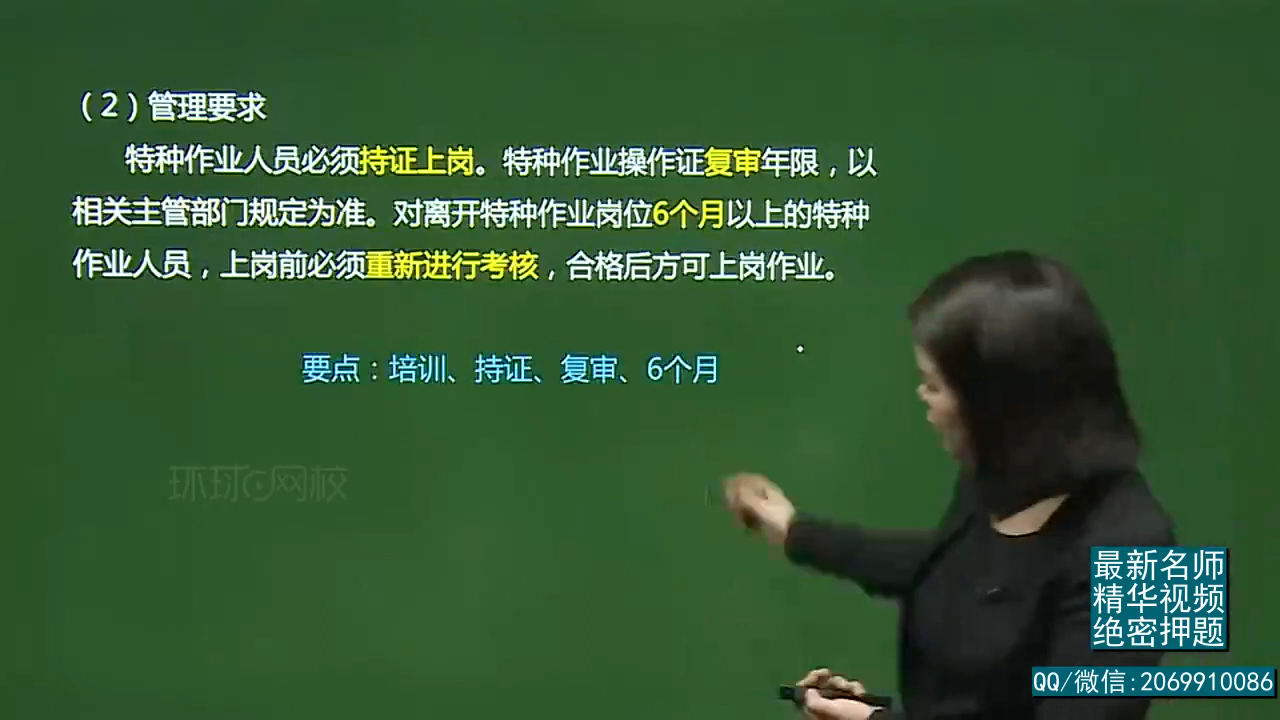 （2）管理要求
特种作业人员必须持证上岗。特种作业操作证复审年限，以
相关主管部门规定为准。对离开特种作业岗位6个月以上的特种
作业人员，上岗前必须重新进行考核，合格后方可上岗作业。
要点：培训、持证、复审、6个月
环球网校
最新名师
精华视频
绝密押题
QQ/微信:2069910086